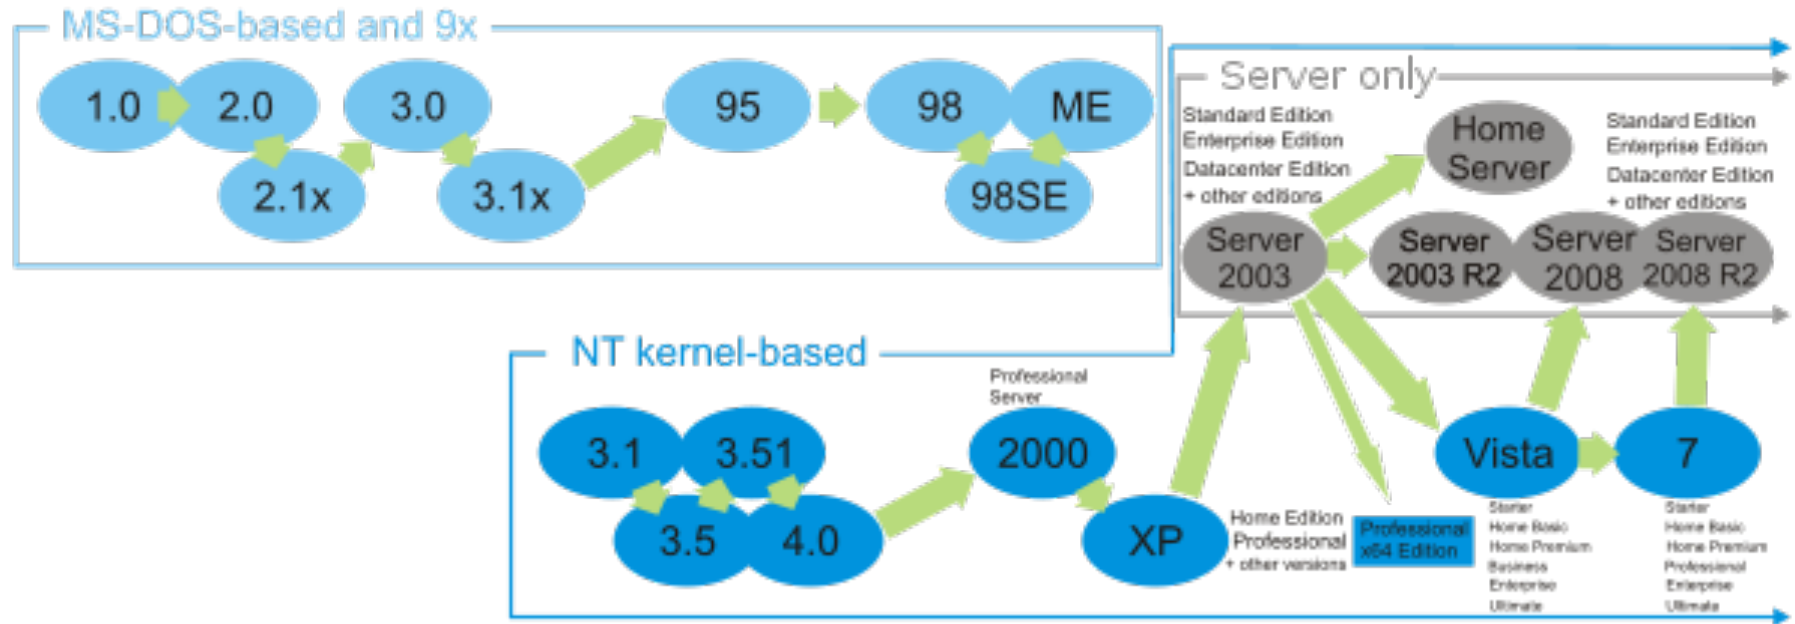 MS-DOS-based and 9x
1.0
2.0
2.1x
3.0
3.1x
95
98
98SE
ME
Server only
Standard Edition
Enterprise Edition
Datacenter Edition
+ other editions
Home
Server
Standard Edition
Enterprise Edition
Datacenter Edition
+ other editions
Server
2003
Server
2003 R2
Server
2008
Server
2008 R2
NT kernel-based
3.1
3.5
3.51
4.0
Professional
Server
2000
XP
Home Edition
Professional
+ other versions
Professional
x64 Edition
Vista
Starter
Home Basic
Home Premium
Business
Enterprise
Ultimate
7
Starter
Home Basic
Home Premium
Professional
Enterprise
Ultimata